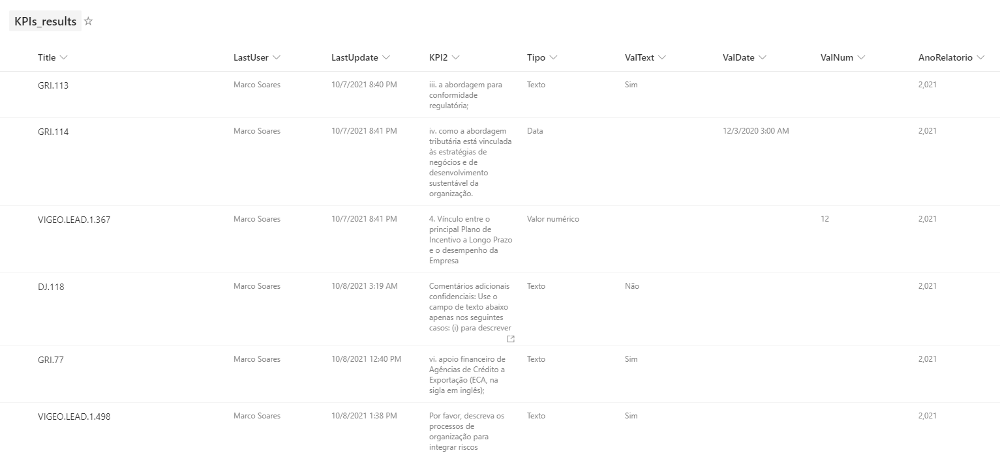 KPIs_results
Title LastUser LastUpdate KPI2 Tipo ValText ValDate ValNum AnoRelatorio
GRI.113 Marco Soares 10/7/2021 8:40 PM iii. a abordagem para Texto Sim 2,021
conformidade
regulatória;
GRI.114 Marco Soares 10/7/2021 8:41 PM iv. como a abordagem Data 12/3/2020 3:00 AM 2,021
tributária está vinculada
às estratégias de
negócios e de
desenvolvimento
sustentável da
organização.
VIGEO.LEAD.1.367 Marco Soares 10/7/2021 8:41 PM 4. Vínculo entre o Valor numérico 12 2,021
principal Plano de
Incentivo a Longo Prazo
e o desempenho da
Empresa
DJ.118 Marco Soares 10/8/2021 3:19 AM Comentários adicionais Texto Não 2,021
confidenciais: Use o
campo de texto abaixo
apenas nos seguintes
casos: (i) para descrever
GRI.77 Marco Soares 10/8/2021 12:40 PM vi. apoio financeiro de Texto Sim 2,021
Agências de Crédito a
Exportação (ECA, na
sigla em inglês);
VIGEO.LEAD.1.498 Marco Soares 10/8/2021 1:38 PM Por favor, descreva os Texto Sim 2,021
processos de
organização para
integrar riscos